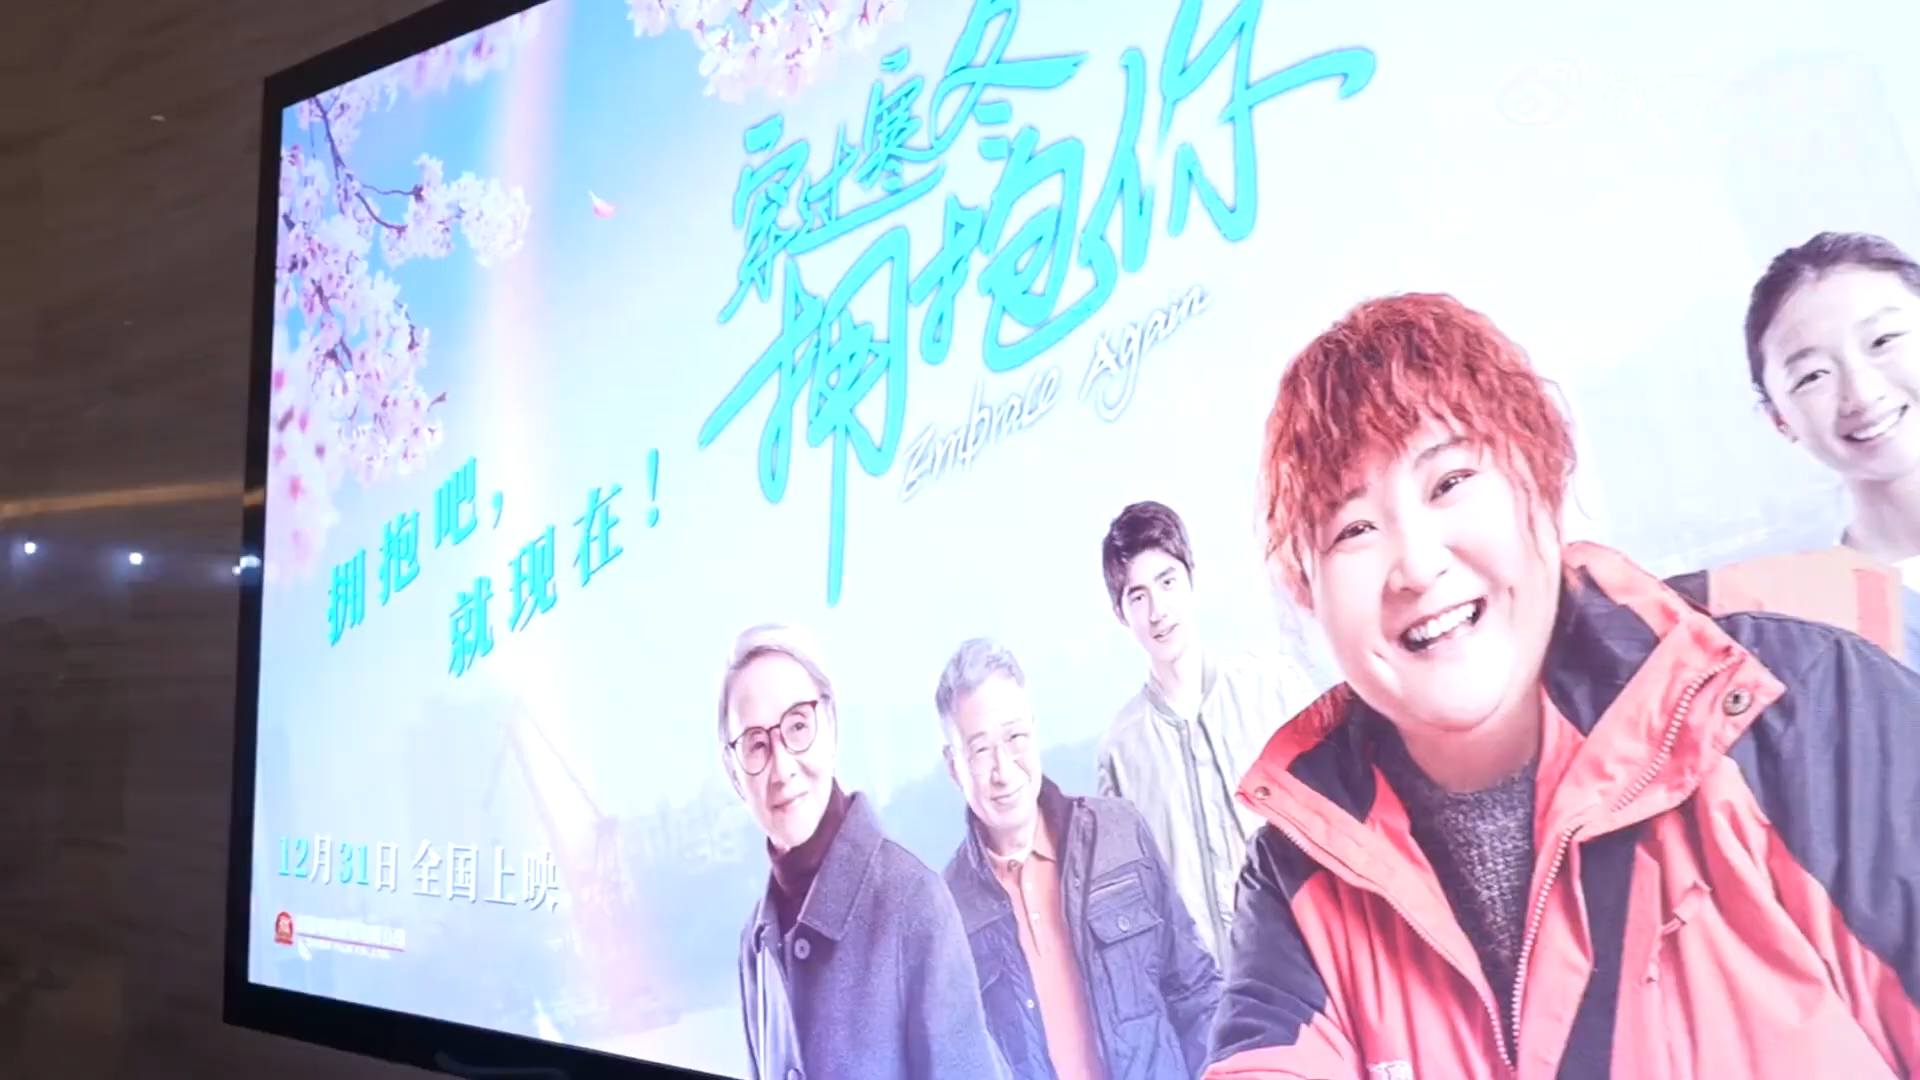 穿过寒冬
拥抱你
Embrace Again
拥抱吧，
就现在！
12月31日 全国上映